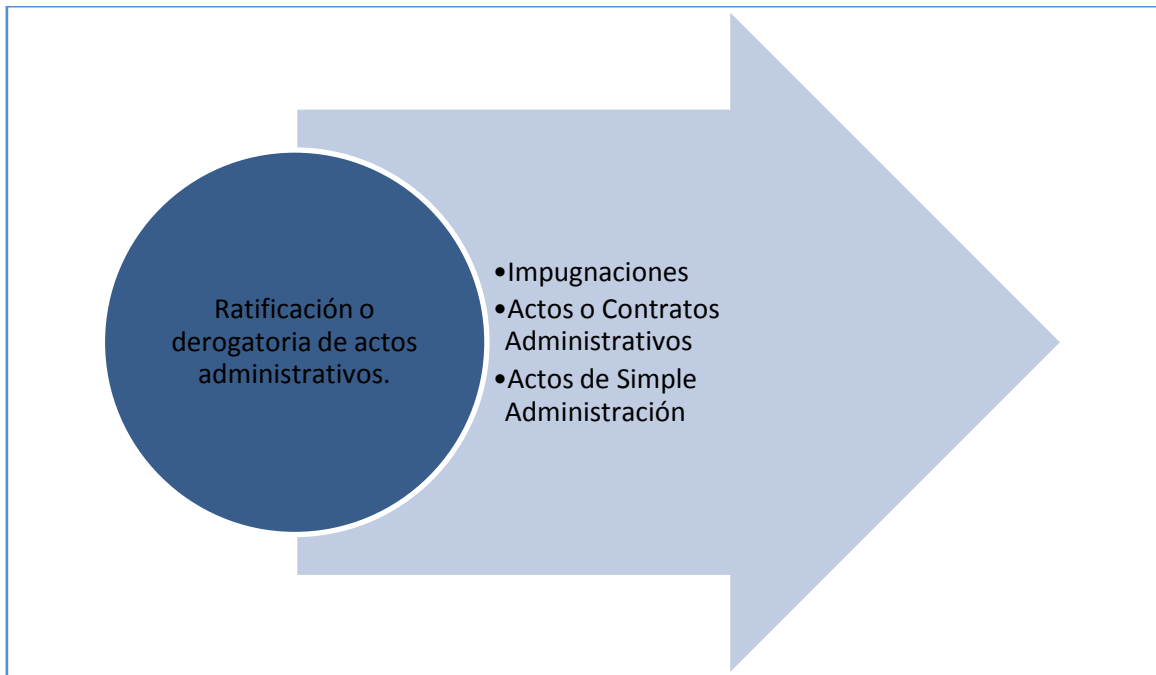 Ratificación o
derogatoria de actos
administrativos.
•Impugnaciones
•Actos o Contratos
Administrativos
•Actos de Simple
Administración